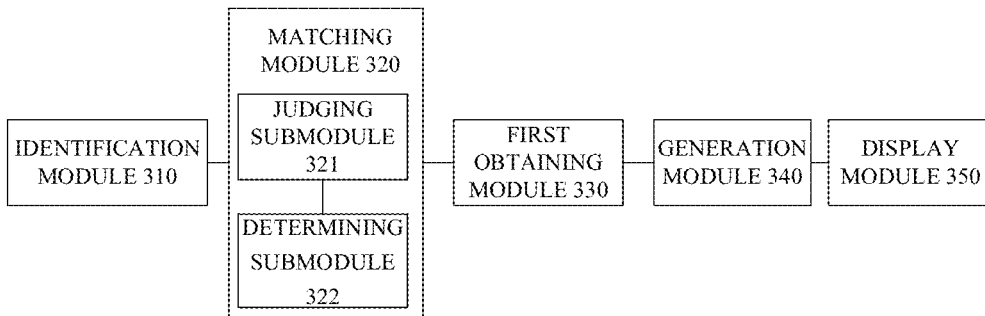 IDENTIFICATION
MODULE 310
MATCHING
MODULE 320
JUDGING
SUBMODULE
321
DETERMINING
SUBMODULE
322
FIRST
OBTAINING
MODULE 330
GENERATION
MODULE 340
DISPLAY
MODULE 350